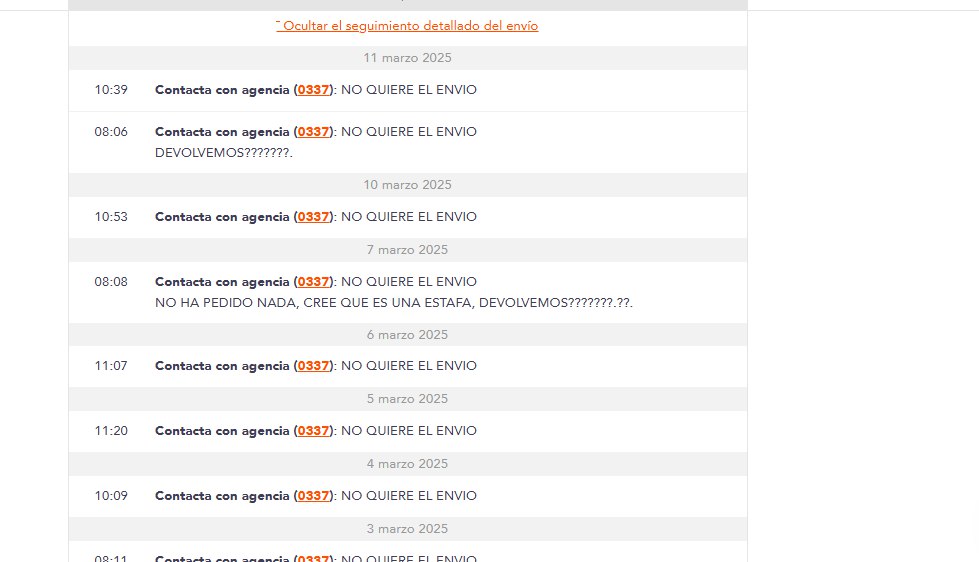 Ocultar el seguimiento detallado del envío
11 marzo 2025
10:39 Contacta con agencia (0337): NO QUIERE EL ENVIO
08:06 Contacta con agencia (0337): NO QUIERE EL ENVIO
DEVOLVEMOS???????.
10 marzo 2025
10:53 Contacta con agencia (0337): NO QUIERE EL ENVIO
7 marzo 2025
08:08 Contacta con agencia (0337): NO QUIERE EL ENVIO
NO HA PEDIDO NADA, CREE QUE ES UNA ESTAFA, DEVOLVEMOS???????.??.
6 marzo 2025
11:07 Contacta con agencia (0337): NO QUIERE EL ENVIO
5 marzo 2025
11:20 Contacta con agencia (0337): NO QUIERE EL ENVIO
4 marzo 2025
10:09 Contacta con agencia (0337): NO QUIERE EL ENVIO
3 marzo 2025
08:11 Contacta con agencia (0337): NO QUIERE EL ENVIO